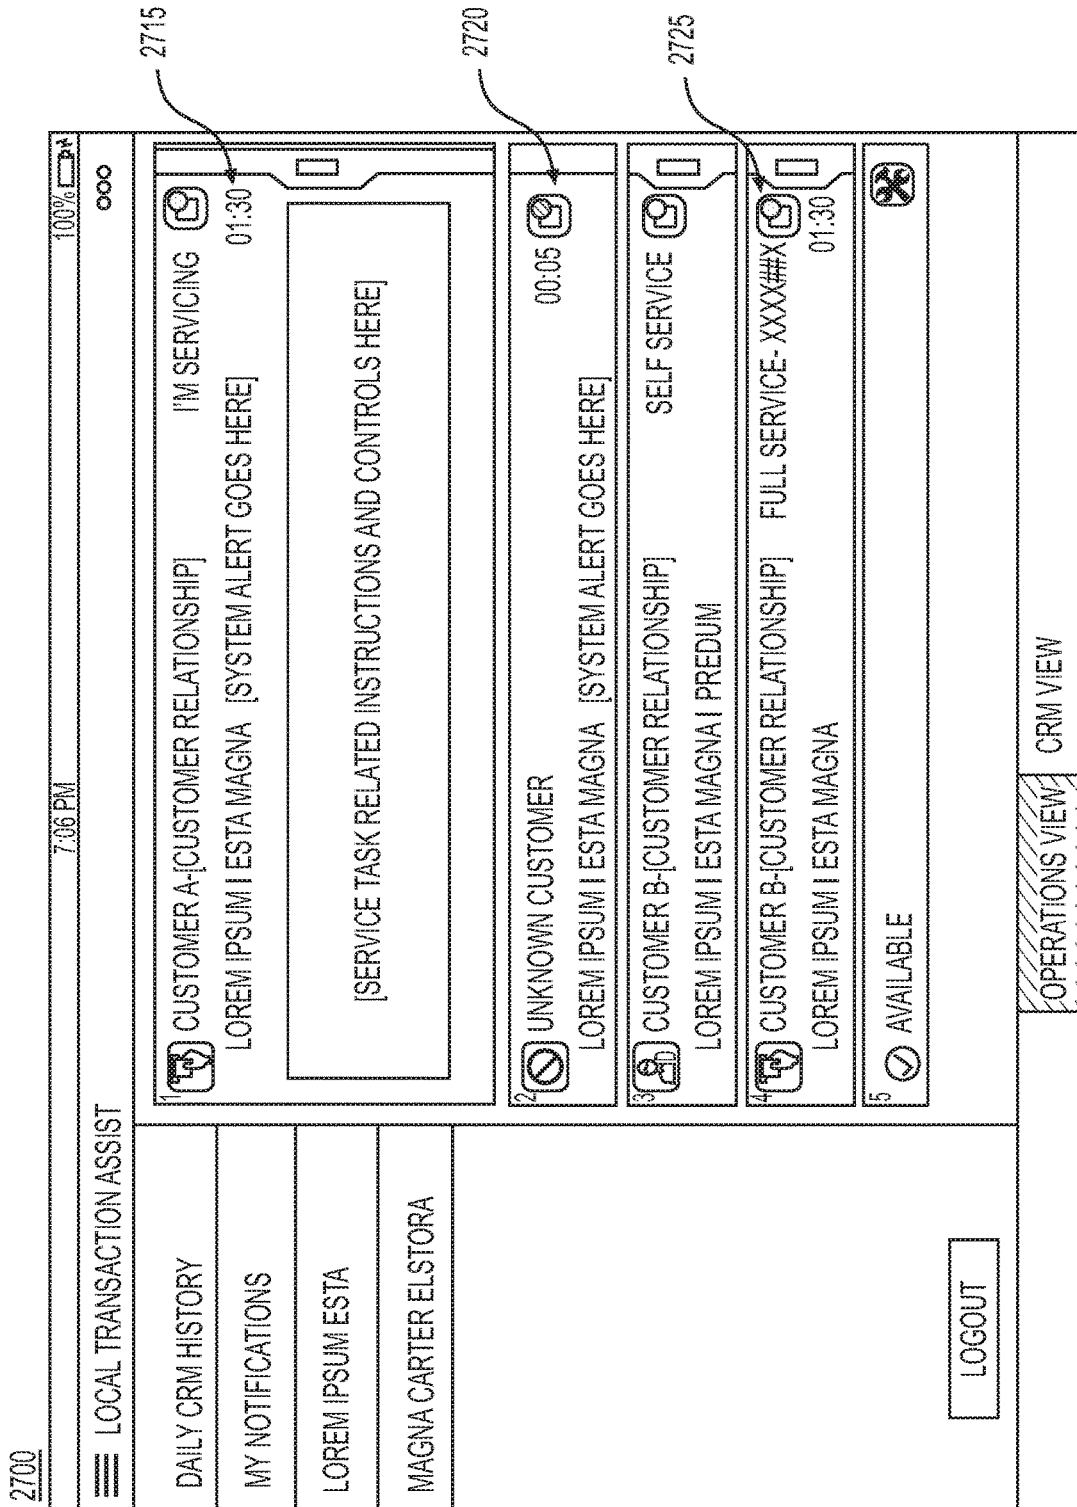 2700
7:06 PM
100%
LOCAL TRANSACTION ASSIST
DAILY CRM HISTORY
MY NOTIFICATIONS
LOREM IPSUM ESTA
MAGNA CARTER ELSTORA
LOGOUT
1
CUSTOMER A-[CUSTOMER RELATIONSHIP]
I'M SERVICING
LOREM IPSUM I ESTA MAGNA [SYSTEM ALERT GOES HERE]
01:30
2715
[SERVICE TASK RELATED INSTRUCTIONS AND CONTROLS HERE]
2
UNKNOWN CUSTOMER
00:05
2720
LOREM IPSUM I ESTA MAGNA [SYSTEM ALERT GOES HERE]
3
CUSTOMER B-[CUSTOMER RELATIONSHIP]
SELF SERVICE
LOREM IPSUM I ESTA MAGNA I PREDUM
4
CUSTOMER B-[CUSTOMER RELATIONSHIP]
FULL SERVICE- XXXX##X
2725
LOREM IPSUM I ESTA MAGNA
01:30
5
AVAILABLE
OPERATIONS VIEW
CRM VIEW